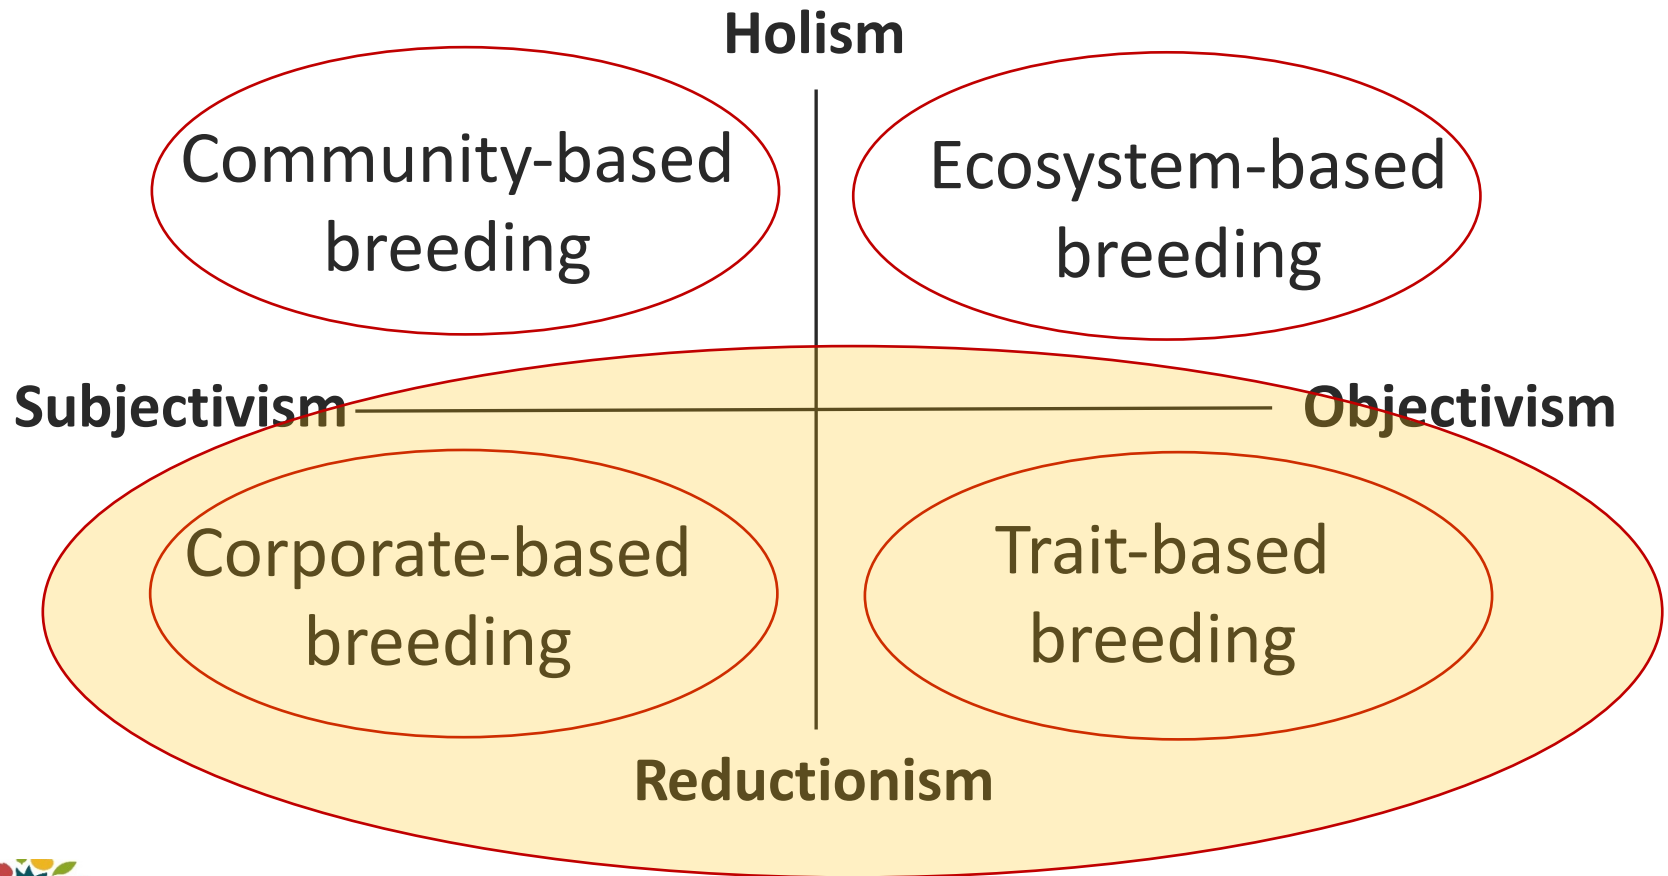 Holism
Community-based
breeding
Ecosystem-based
breeding
Subjectivism
Objectivism
Corporate-based
breeding
Trait-based
breeding
Reductionism